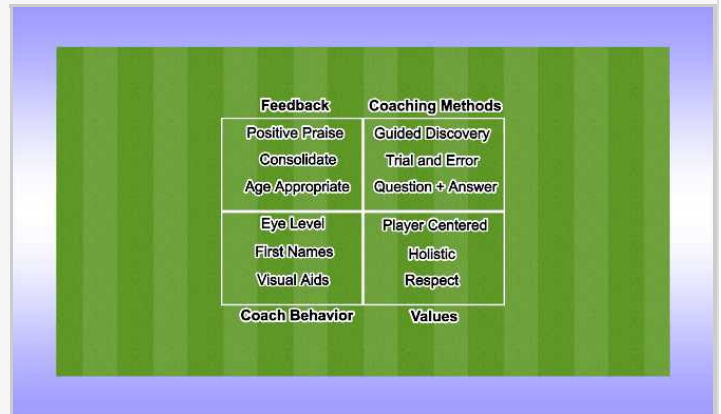 Feedback
Coaching Methods
Positive Praise
Guided Discovery
Consolidate
Trial and Error
Age Appropriate
Question + Answer
Eye Level
Player Centered
First Names
Holistic
Visual Aids
Respect
Coach Behavior
Values